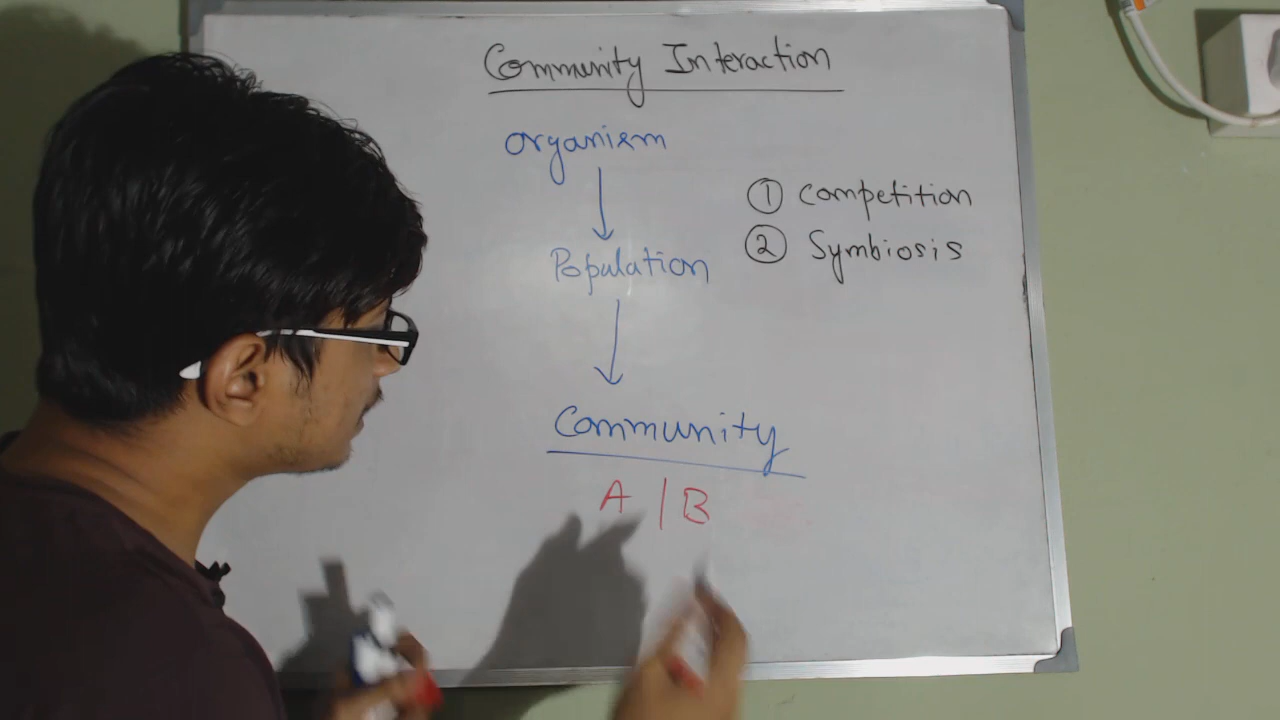 Community Interaction
Organism
Population
Community
A | B
① Competition
② Symbiosis